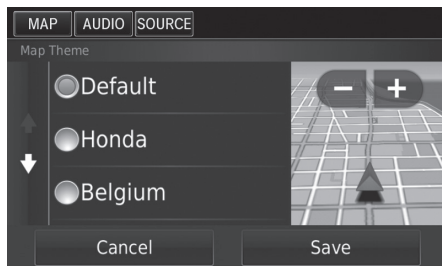 MAP AUDIO SOURCE
Map Theme
Default
Honda
Belgium
Cancel Save